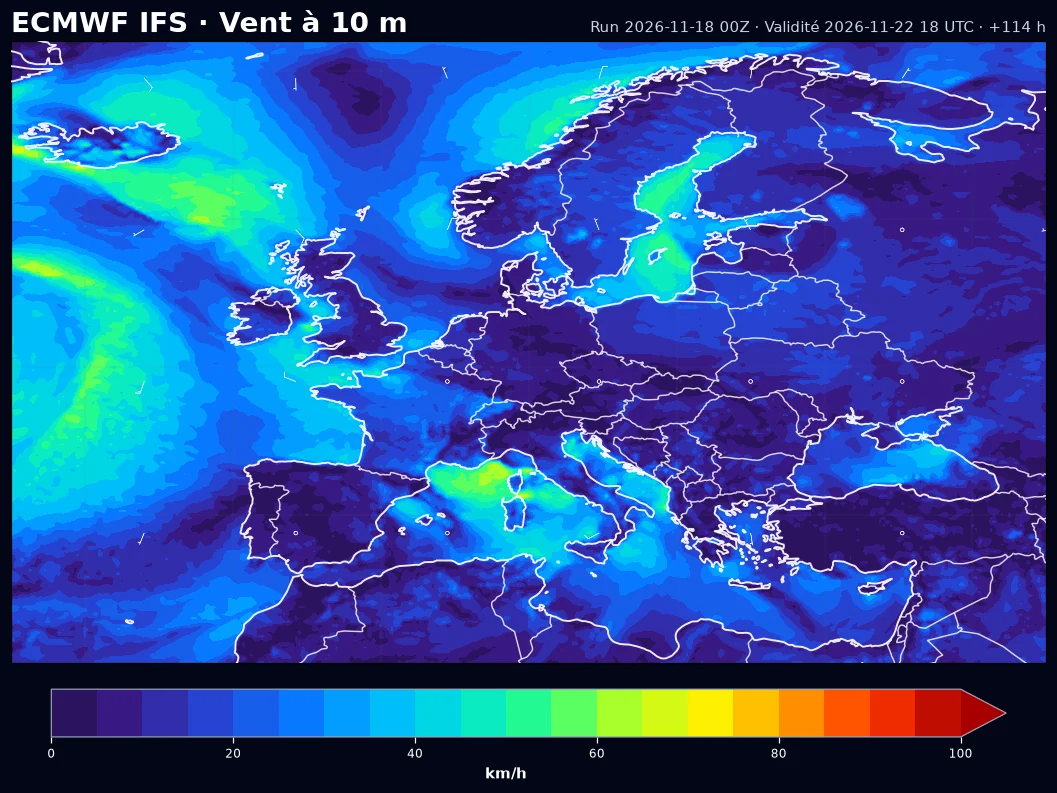 ECMWF IFS · Vent à 10 m
Run 2026-11-18 00Z · Validité 2026-11-22 18 UTC · +114 h
0 20 40 60 80 100
km/h